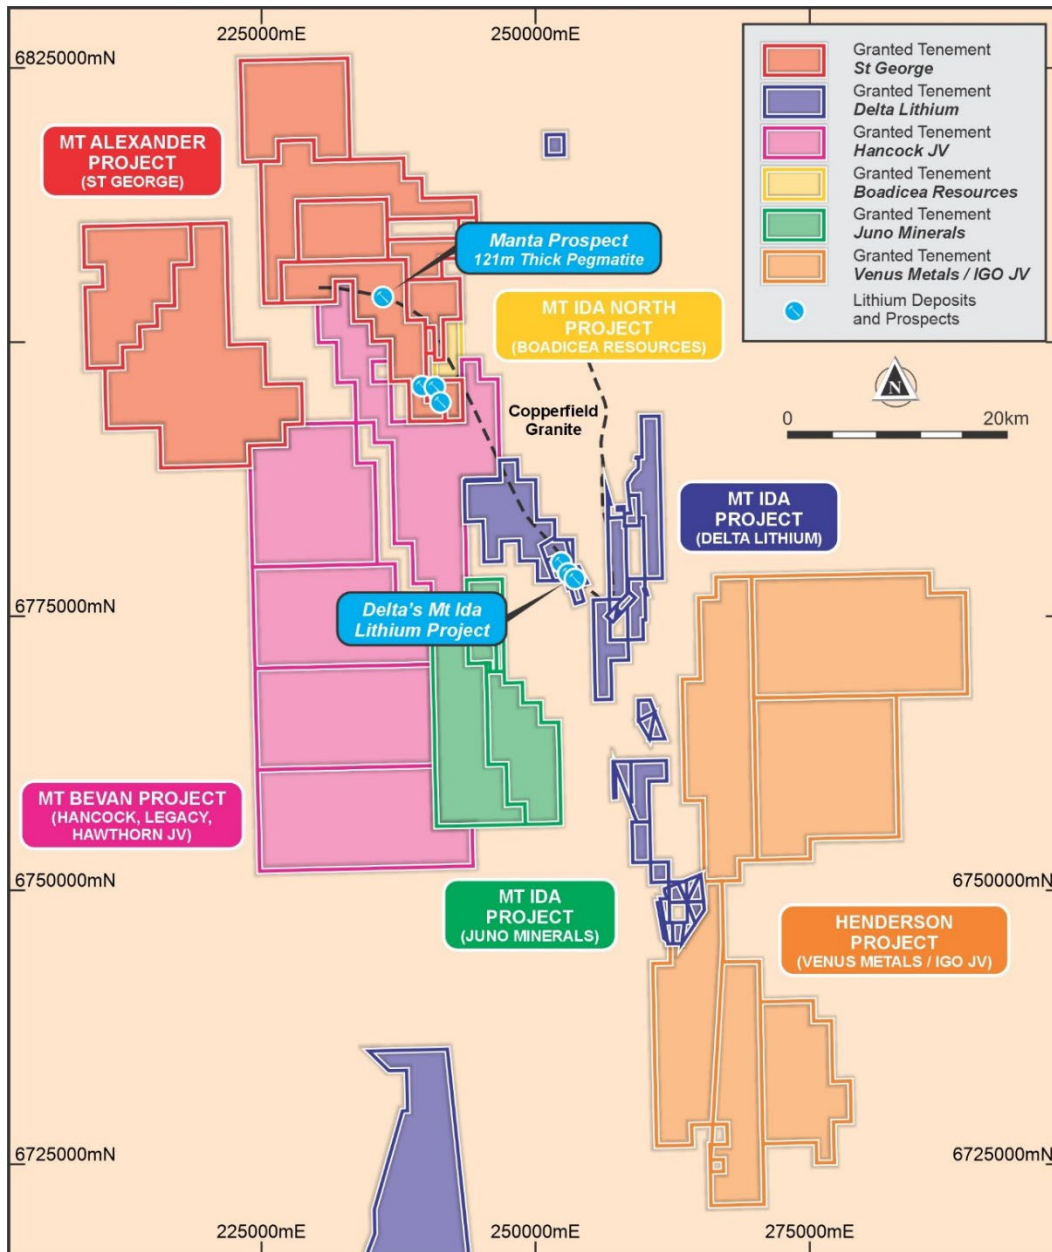 225000mE
250000mE
6825000mN
Granted Tenement
St George
Granted Tenement
Delta Lithium
Granted Tenement
Hancock JV
Granted Tenement
Boadicea Resources
Granted Tenement
Juno Minerals
Granted Tenement
Venus Metals / IGO JV
Lithium Deposits
and Prospects
MT ALEXANDER
PROJECT
(ST GEORGE)
Manta Prospect
121m Thick Pegmatite
MT IDA NORTH
PROJECT
(BOADICEA RESOURCES)
N
0
20km
Copperfield
Granite
MT IDA
PROJECT
(DELTA LITHIUM)
6775000mN
Delta's Mt Ida
Lithium Project
MT BEVAN PROJECT
(HANCOCK, LEGACY,
HAWTHORN JV)
6750000mN
6750000mN
MT IDA
PROJECT
(JUNO MINERALS)
HENDERSON
PROJECT
(VENUS METALS / IGO JV)
6725000mN
6725000mN
225000mE
250000mE
275000mE